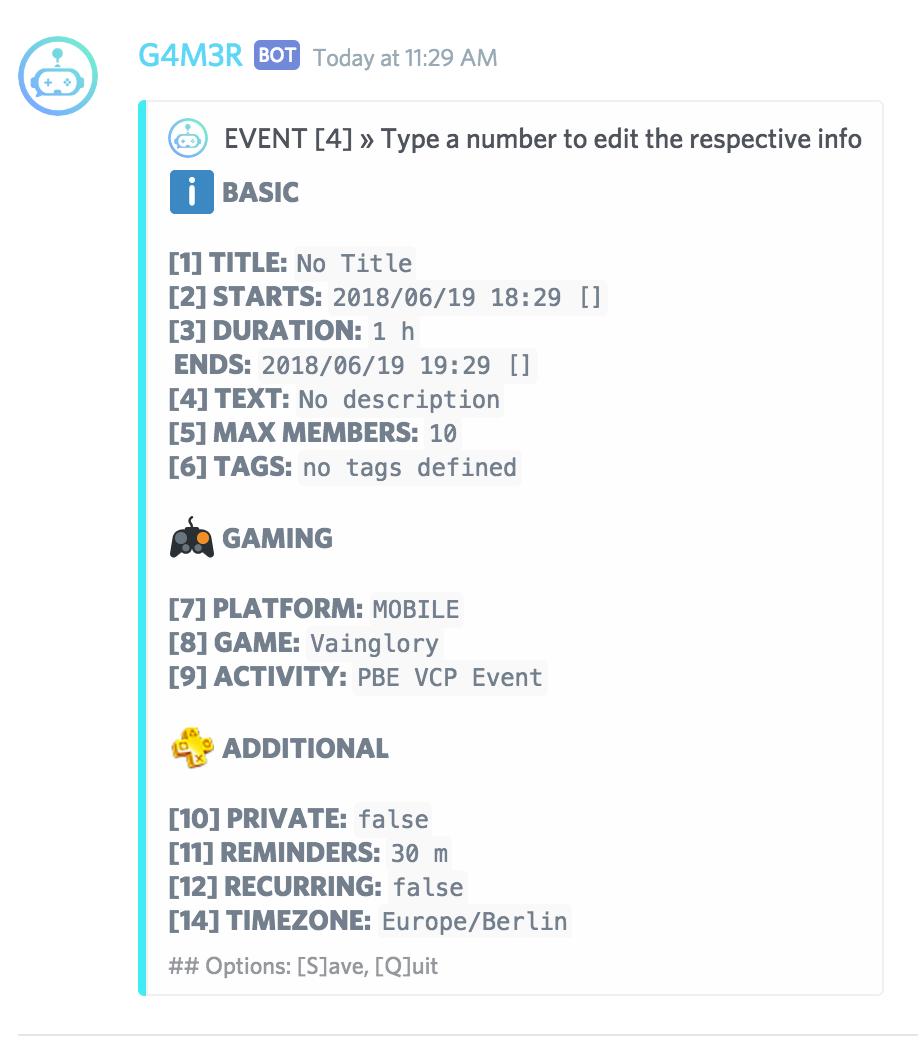 G4M3R BOT Today at 11:29 AM
EVENT [4] » Type a number to edit the respective info
BASIC
[1] TITLE: No Title
[2] STARTS: 2018/06/19 18:29 []
[3] DURATION: 1 h
ENDS: 2018/06/19 19:29 []
[4] TEXT: No description
[5] MAX MEMBERS: 10
[6] TAGS: no tags defined
GAMING
[7] PLATFORM: MOBILE
[8] GAME: Vainglory
[9] ACTIVITY: PBE VCP Event
ADDITIONAL
[10] PRIVATE: false
[11] REMINDERS: 30 m
[12] RECURRING: false
[14] TIMEZONE: Europe/Berlin
## Options: [S]ave, [Q]uit